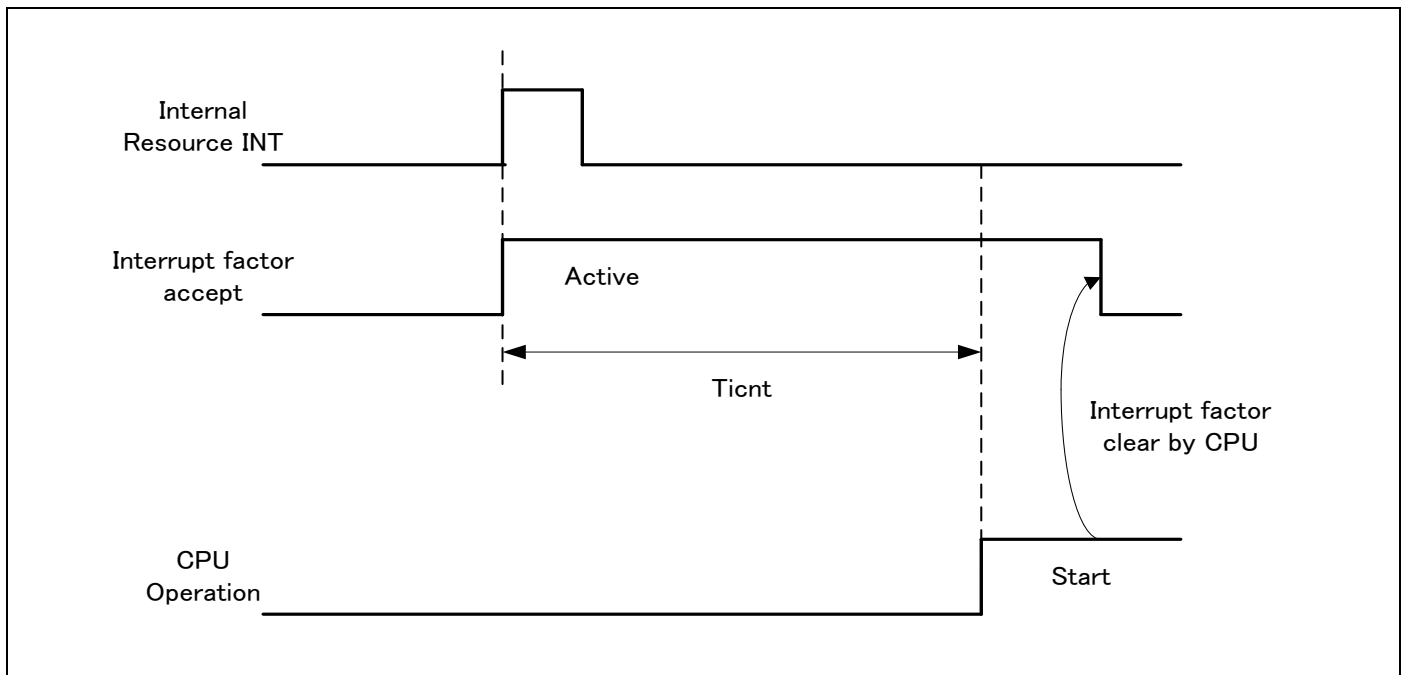 Internal
Resource INT
Interrupt factor
accept
Active
Ticnt
Interrupt factor
clear by CPU
CPU
Operation
Start